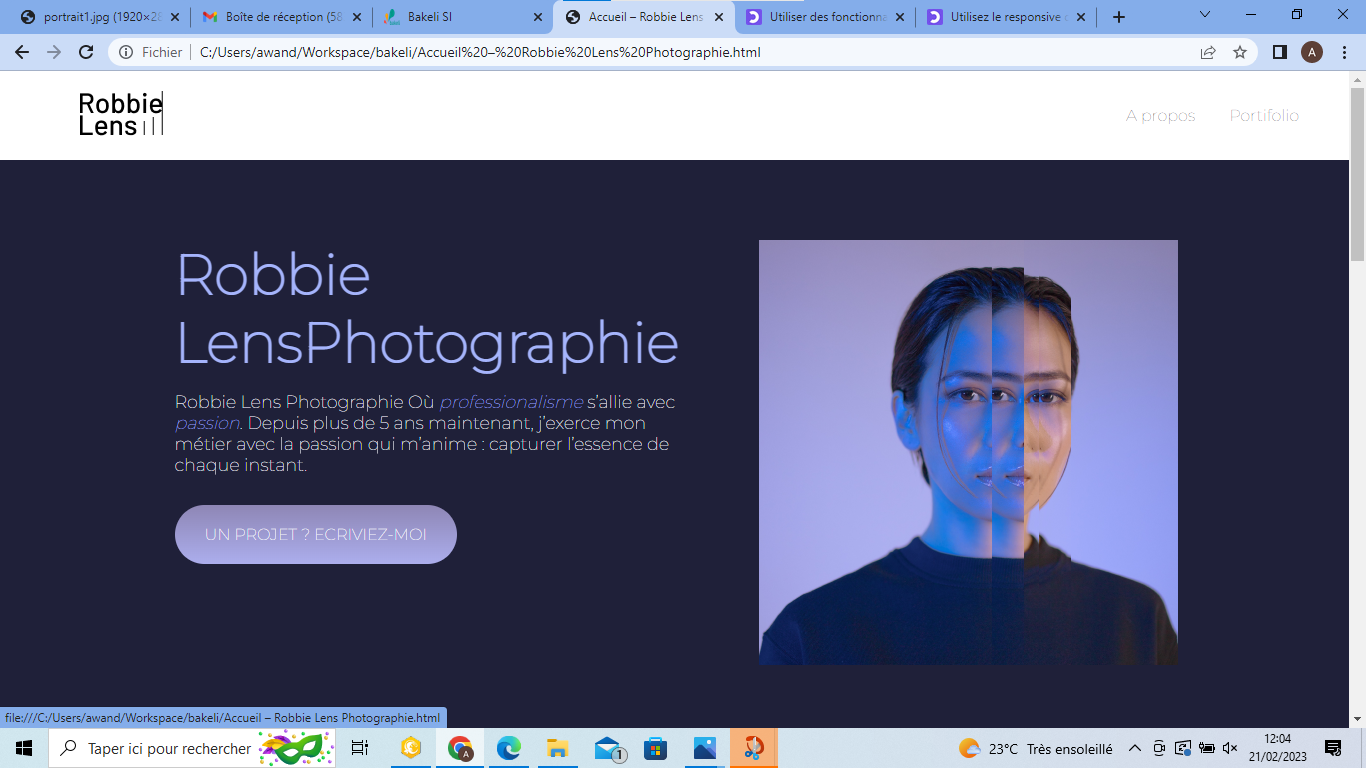 portrait1.jpg (1920×28
Boîte de réception (58
Bakeli SI
Accueil – Robbie Lens
Utiliser des fonctionna
Utilisez le responsive d
Fichier
C:/Users/awand/Workspace/bakeli/Accueil%20–%20Robbie%20Lens%20Photographie.html
A
Robbie
Lens
A propos
Portifolio
Robbie
LensPhotographie
Robbie Lens Photographie Où professionalisme s'allie avec
passion. Depuis plus de 5 ans maintenant, j'exerce mon
métier avec la passion qui m'anime : capturer l'essence de
chaque instant.
UN PROJET ? ECRIVIEZ-MOI
file:///C:/Users/awand/Workspace/bakeli/Accueil – Robbie Lens Photographie.html
Taper ici pour rechercher
A
1
23°C Très ensoleillé
12:04
21/02/2023